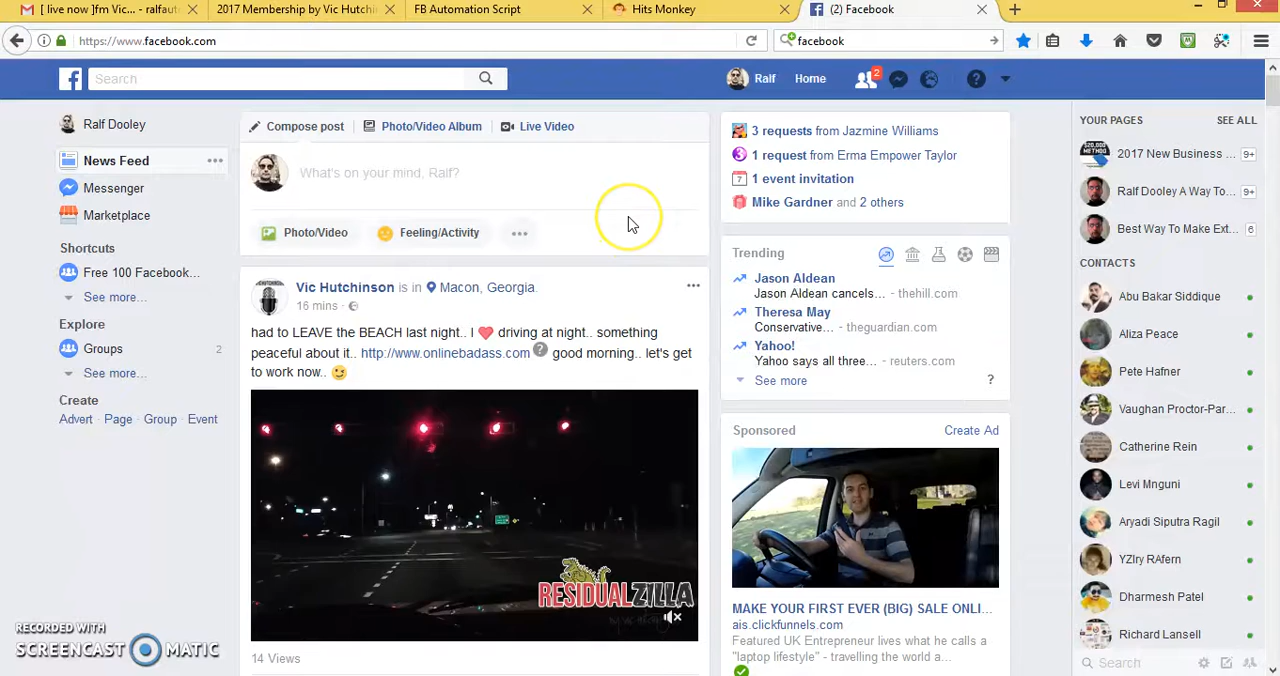 [ live now ]fm Vic... - ralfaut
2017 Membership by Vic Hutchin
FB Automation Script
Hits Monkey
(2) Facebook
https://www.facebook.com
facebook
Search
Ralf
Home
2
Ralf Dooley
News Feed
Messenger
Marketplace
Shortcuts
Free 100 Facebook...
See more...
Explore
Groups
2
See more...
Create
Advert · Page · Group · Event
Compose post
Photo/Video Album
Live Video
What's on your mind, Ralf?
Photo/Video
Feeling/Activity
Vic Hutchinson is in Macon, Georgia.
16 mins ·
had to LEAVE the BEACH last night.. I driving at night.. something
peaceful about it.. http://www.onlinebadass.com ? good morning.. let's get
to work now..
RESIDUALZILLA
14 Views
3 requests from Jazmine Williams
3
1 request from Erma Empower Taylor
7
1 event invitation
Mike Gardner and 2 others
Trending
Jason Aldean
Jason Aldean cancels... – thehill.com
Theresa May
Conservative... – theguardian.com
Yahoo!
Yahoo says all three... – reuters.com
See more
?
Sponsored
Create Ad
MAKE YOUR FIRST EVER (BIG) SALE ONLI...
ais.clickfunnels.com
Featured UK Entrepreneur lives what he calls a
"laptop lifestyle" - travelling the world a...
YOUR PAGES
SEE ALL
2017 New Business ...
9+
Ralf Dooley A Way To...
9+
Best Way To Make Ext...
6
CONTACTS
Abu Bakar Siddique
Aliza Peace
Pete Hafner
Vaughan Proctor-Par...
Catherine Rein
Levi Mnguni
Aryadi Siputra Ragil
YZIry RAfern
Dharmesh Patel
Richard Lansell
Search
RECORDED WITH
SCREENCAST MATIC